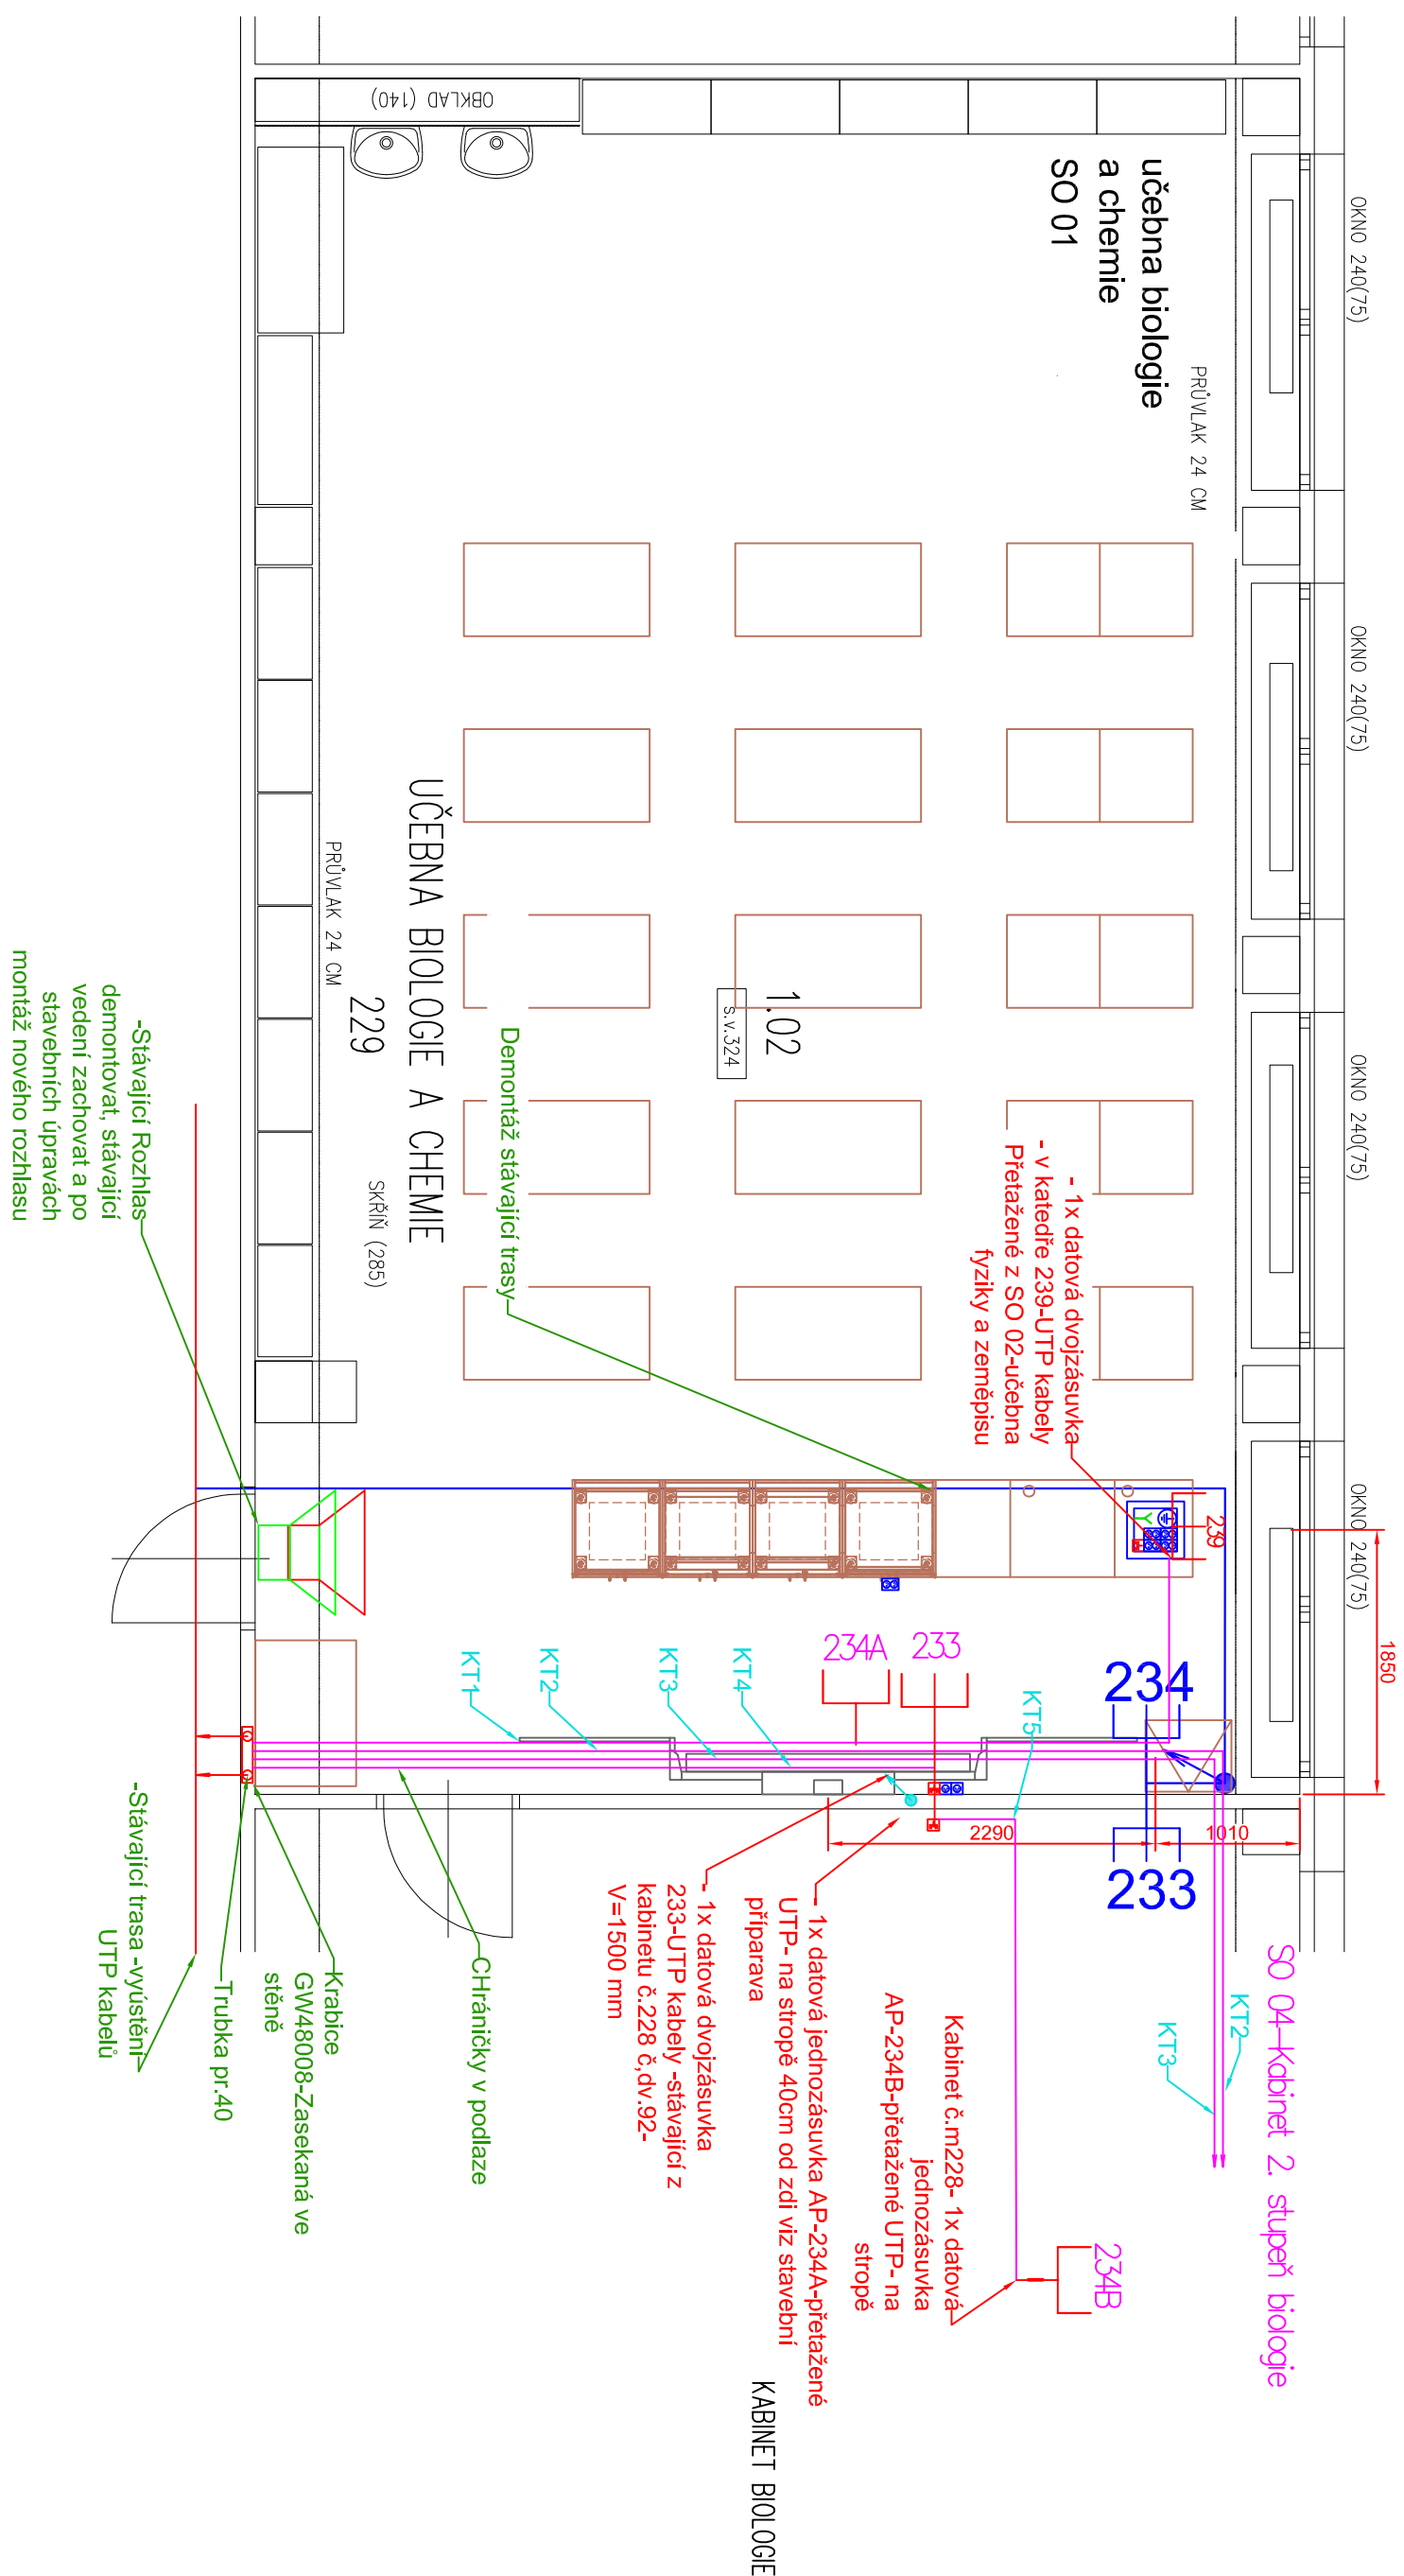 OBKLAD (140)
učebna biologie
a chemie
SO 01
OKNO 240(75)
PRŮVLAK 24 CM
OKNO 240(75)
OKNO 240(75)
OKNO 240(75)
1850
UČEBNA BIOLOGIE A CHEMIE
229
PRŮVLAK 24 CM
SKŘÍŇ (285)
1.02
s.v.324
Demontáž stávající trasy
- 1x datová dvojzásuvka
- v katedře 239-UTP kabely
Přetažené z SO 02-učebna
fyziky a zeměpisu
239
-Stávající Rozhlas
demontovat, stávající
vedení zachovat a po
stavebních úpravách
montáž nového rozhlasu
KT1
KT2
KT3
KT4
234A
233
KT5
234
2290
1010
233
-Stávající trasa -vyústění
UTP kabelů
Trubka pr.40
Krabice
GW48008-Zasekaná ve
stěně
CHráničky v podlaze
- 1x datová dvojzásuvka
233-UTP kabely -stávající z
kabinetu č.228 č,dv.92-
V=1500 mm
- 1x datová jednozásuvka AP-234A-přetažené
UTP- na stropě 40cm od zdi viz stavební
příparava
Kabinet č.m228- 1x datová
jednozásuvka
AP-234B-přetažené UTP- na
stropě
234B
SO 04-Kabinet 2. stupeň biologie
KT2
KT3
KABINET BIOLOGIE